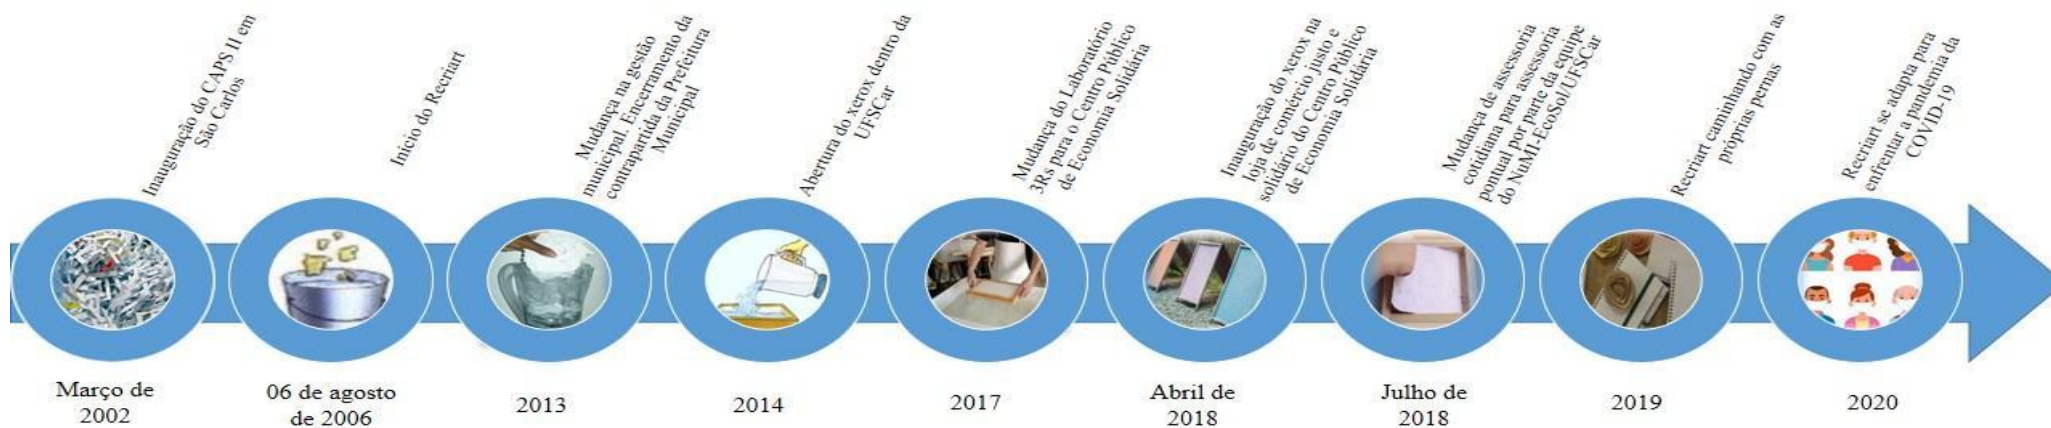 Inauguração do CAPS II em
São Carlos
Inicio do Recriart
Mudança na gestão
municipal. Encerramento da
contrapartida da Prefeitura
Municipal
Abertura do xerox dentro da
UFSCar
Mudança do Laboratório
3Rs para o Centro Público
de Economia Solidária
Inauguração do xerox na
loja de comércio justo e
solidário do Centro Público
de Economia Solidária
Mudança de assessoria
cotidiana para assessoria
pontual por parte da equipe
do NuMI-EcoSol/UFSCar
Recriart caminhando com as
próprias pernas
Recriart se adapta para
enfrentar a pandemia da
COVID-19
Março de
2002
06 de agosto
de 2006
2013
2014
2017
Abril de
2018
Julho de
2018
2019
2020